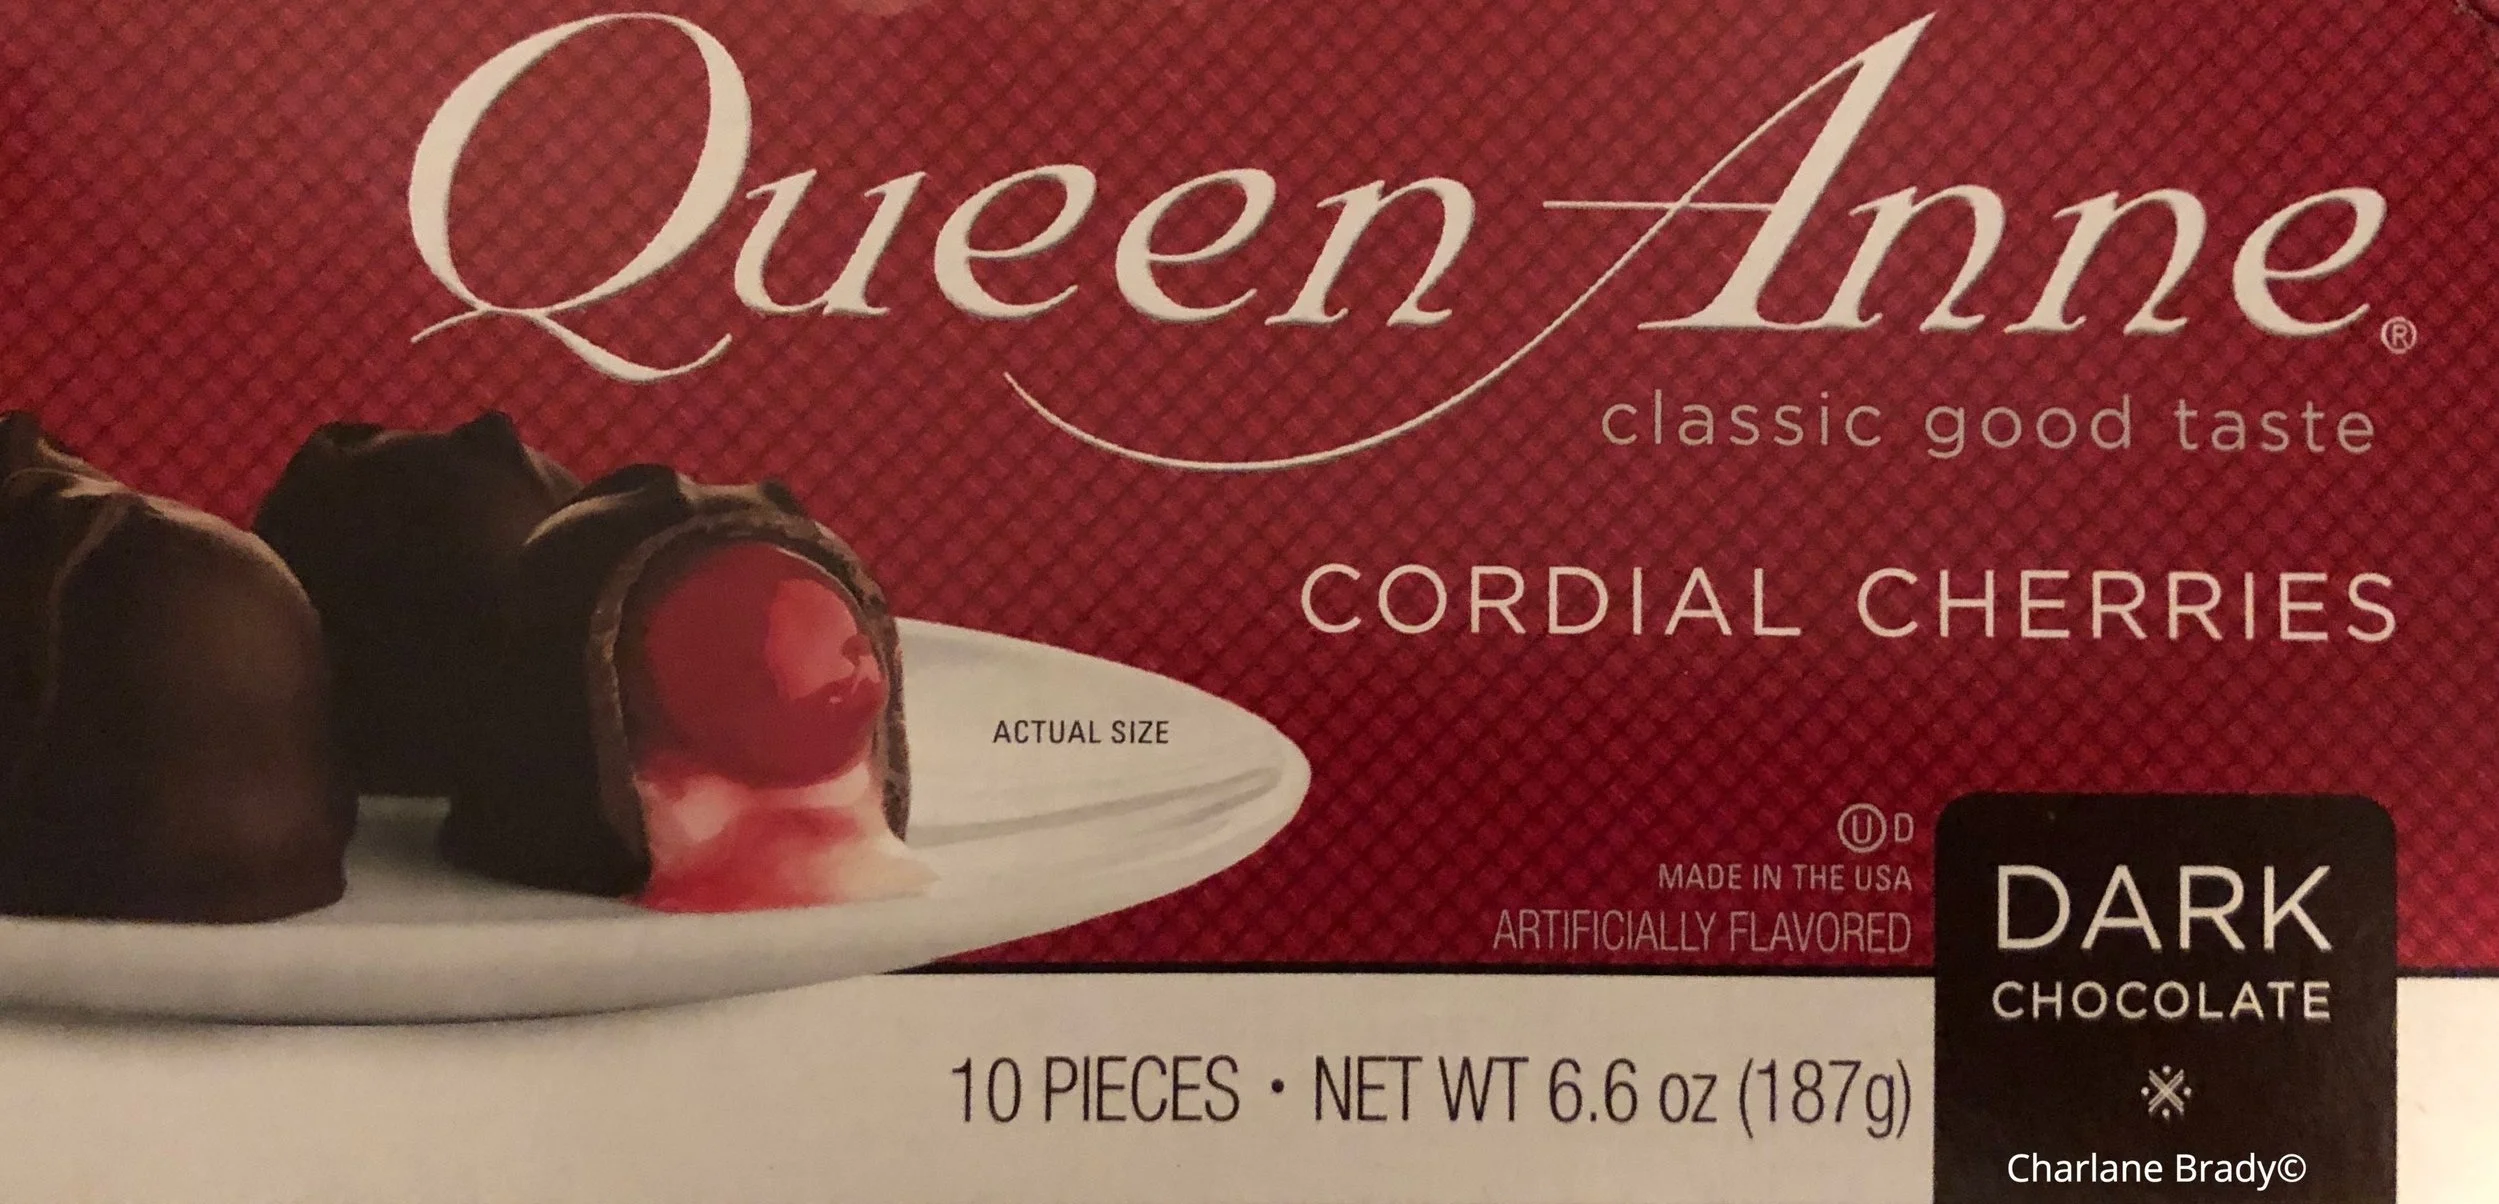 Queen Anne®
classic good taste
CORDIAL CHERRIES
ACTUAL SIZE
Ⓤ D
MADE IN THE USA
ARTIFICIALLY FLAVORED
DARK
CHOCOLATE
10 PIECES • NET WT 6.6 oz (187g)
Charlane Brady©